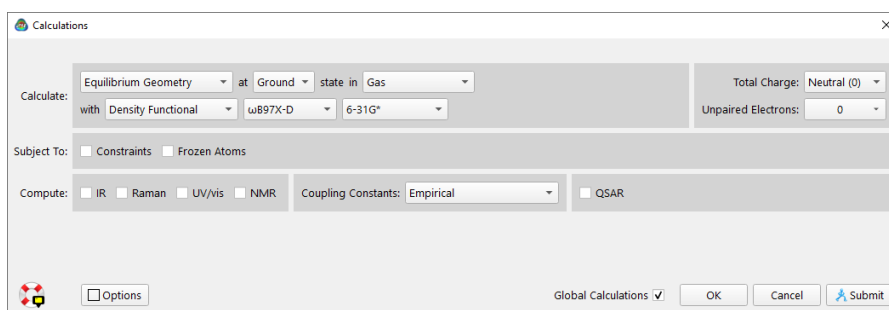 Calculations
Calculate: Equilibrium Geometry at Ground state in Gas Total Charge: Neutral (0)
with Density Functional ωB97X-D 6-31G* Unpaired Electrons: 0
Subject To: Constraints Frozen Atoms
Compute: IR Raman UV/vis NMR Coupling Constants: Empirical QSAR
Options Global Calculations OK Cancel Submit